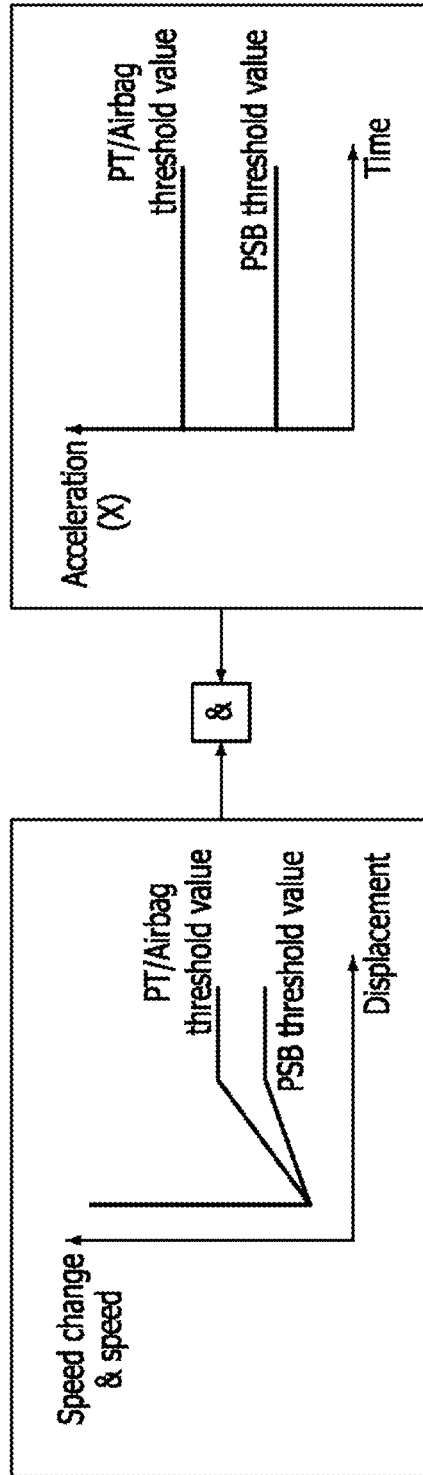 Speed change
& speed
PT/Airbag
threshold value
PSB threshold value
Displacement
&
Acceleration
(X)
PT/Airbag
threshold value
PSB threshold value
Time